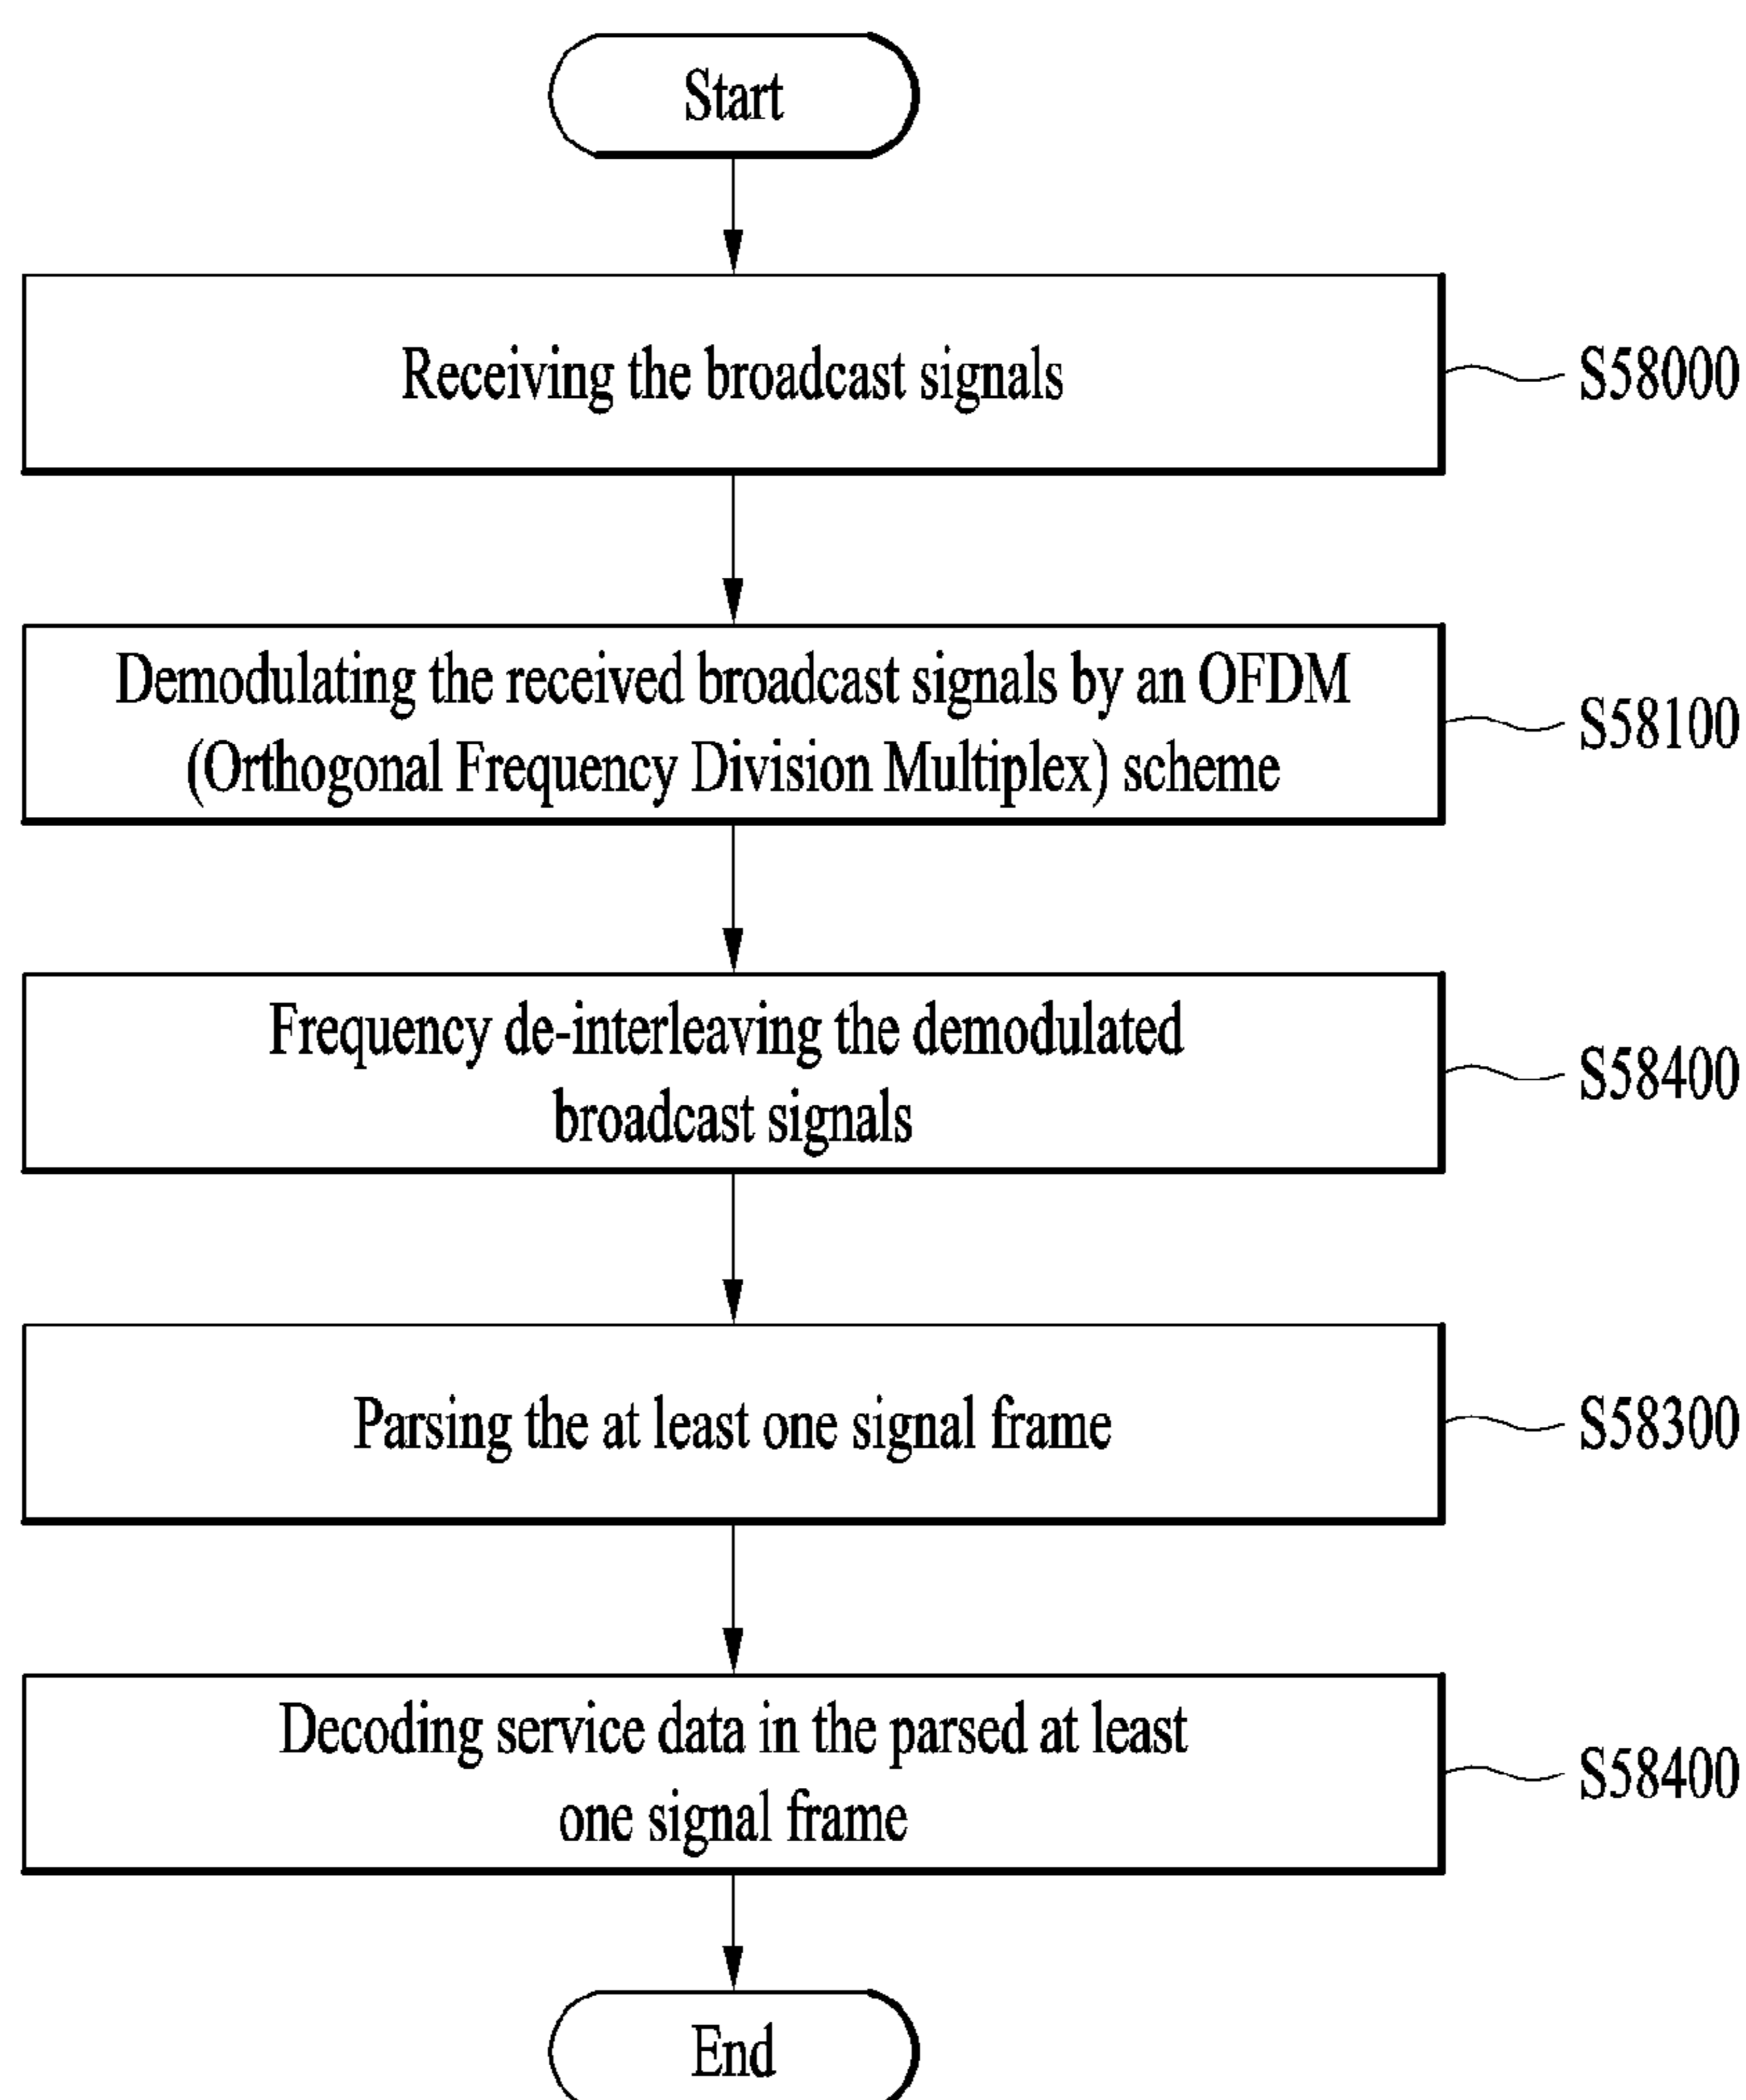 Start
Receiving the broadcast signals
S58000
Demodulating the received broadcast signals by an OFDM
(Orthogonal Frequency Division Multiplex) scheme
S58100
Frequency de-interleaving the demodulated
broadcast signals
S58400
Parsing the at least one signal frame
S58300
Decoding service data in the parsed at least
one signal frame
S58400
End